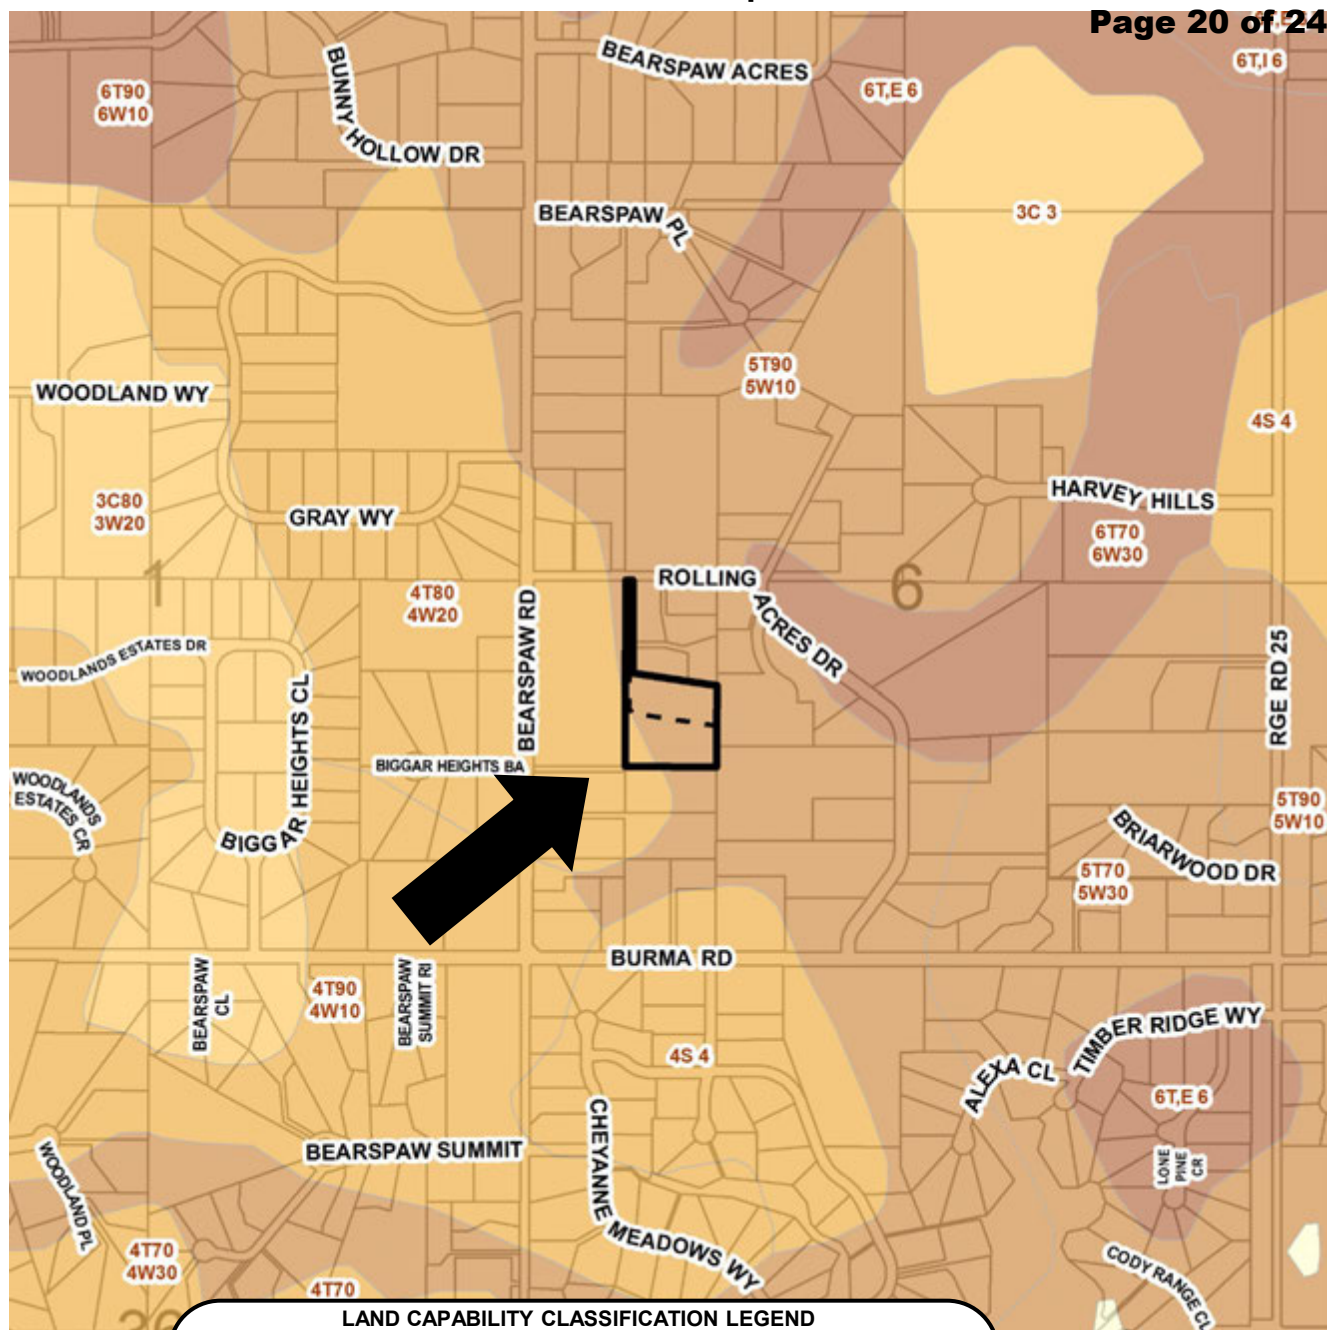 Page 20 of 24
6T,I 6
BEARSPAW ACRES
6T,E 6
6T90
6W10
BUNNY
HOLLOW DR
BEARSPAW
PL
3C 3
5T90
5W10
WOODLAND WY
4S 4
3C80
3W20
GRAY WY
HARVEY HILLS
6T70
6W30
1
6
ROLLING
ACRES DR
4T80
4W20
BEARSPAW RD
WOODLANDS ESTATES DR
BIGGAR HEIGHTS CL
RGE RD 25
BIGGAR HEIGHTS BA
WOODLANDS
ESTATES CR
5T90
5W10
BRIARWOOD DR
5T70
5W30
BURMA RD
BEARSPAW
CL
4T90
4W10
BEARSPAW
SUMMIT RI
TIMBER RIDGE WY
4S 4
ALEXA CL
6T,E 6
CHEYANNE
MEADOWS WY
BEARSPAW SUMMIT
LONE
PINE
CR
WOODLAND PL
4T70
4W30
CODY RANGE CL
4T70
LAND CAPABILITY CLASSIFICATION LEGEND